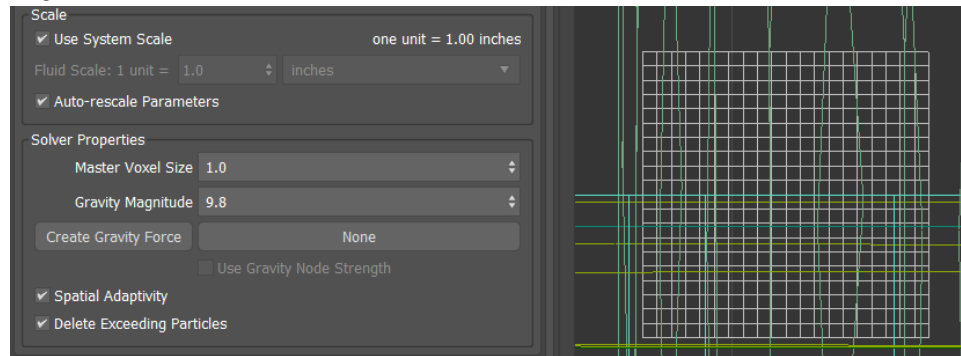 Scale
Use System Scale one unit = 1.00 inches
Fluid Scale: 1 unit = 1.0 inches
Auto-rescale Parameters
Solver Properties
Master Voxel Size 1.0
Gravity Magnitude 9.8
Create Gravity Force None
Use Gravity Node Strength
Spatial Adaptivity
Delete Exceeding Particles